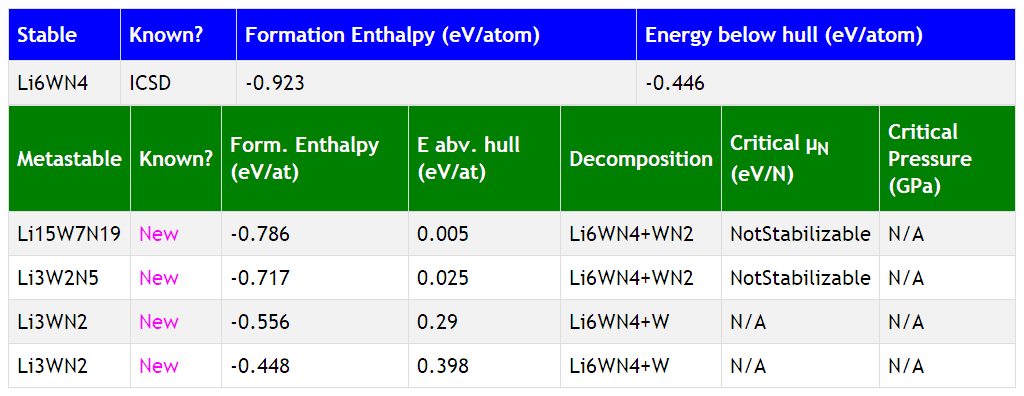 Stable Known? Formation Enthalpy (eV/atom) Energy below hull (eV/atom)
Li6WN4 ICSD -0.923 -0.446
Metastable Known? Form. Enthalpy (eV/at) E abv. hull (eV/at) Decomposition Critical μN (eV/N) Critical Pressure (GPa)
Li15W7N19 New -0.786 0.005 Li6WN4+WN2 NotStabilizable N/A
Li3W2N5 New -0.717 0.025 Li6WN4+WN2 NotStabilizable N/A
Li3WN2 New -0.556 0.29 Li6WN4+W N/A N/A
Li3WN2 New -0.448 0.398 Li6WN4+W N/A N/A